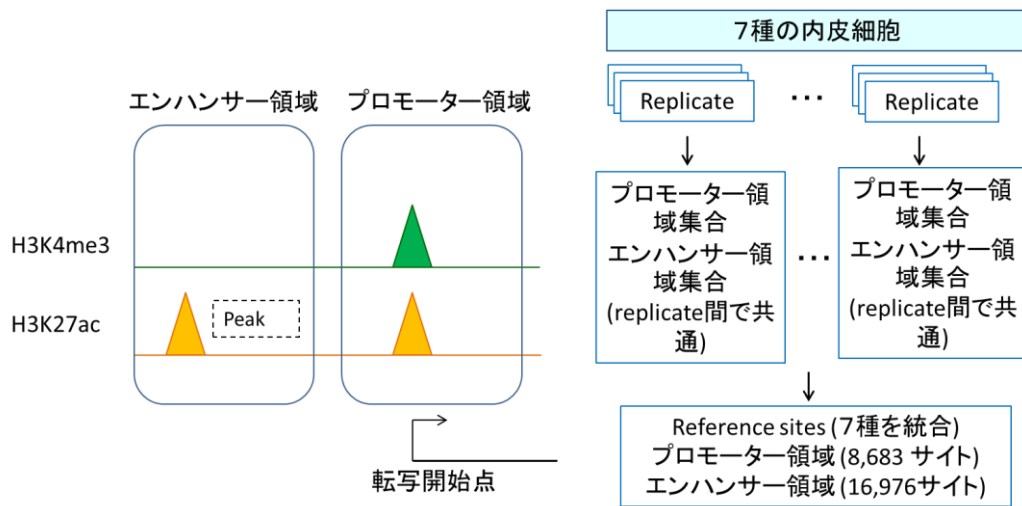 エンハンサー領域
プロモーター領域
H3K4me3
H3K27ac
Peak
転写開始点
７種の内皮細胞
Replicate
・・・
Replicate
プロモーター領
域集合
エンハンサー領
域集合
(replicate間で共
通)
・・・
プロモーター領
域集合
エンハンサー領
域集合
(replicate間で共
通)
Reference sites (７種を統合)
プロモーター領域 (8,683 サイト)
エンハンサー領域 (16,976サイト)